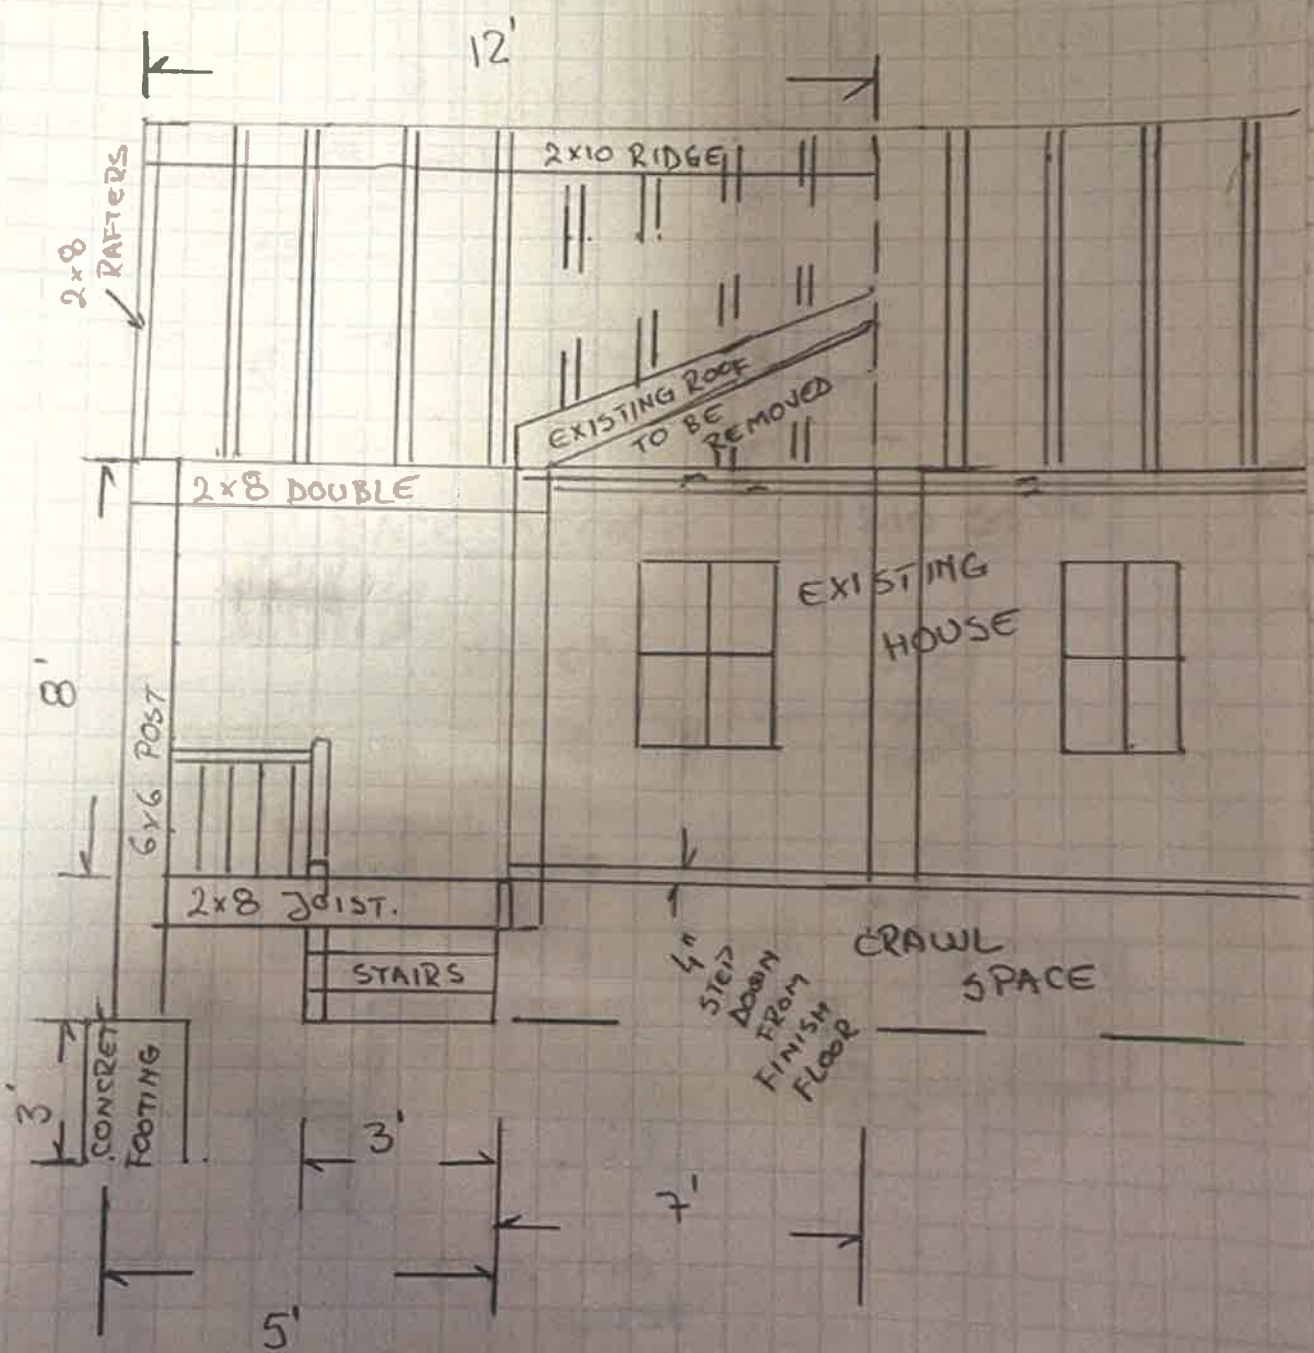 12'
2x10 RIDGE
2x8
RAFTERS
EXISTING ROOF
TO BE
REMOVED
2x8 DOUBLE
EXISTING
HOUSE
8'
6x6 POST
2x8 JOIST.
STAIRS
4"
STEP
DOWN
FROM
FINISH
FLOOR
CRAWL
SPACE
3'
CONCRETE
FOOTING
3'
7'
5'